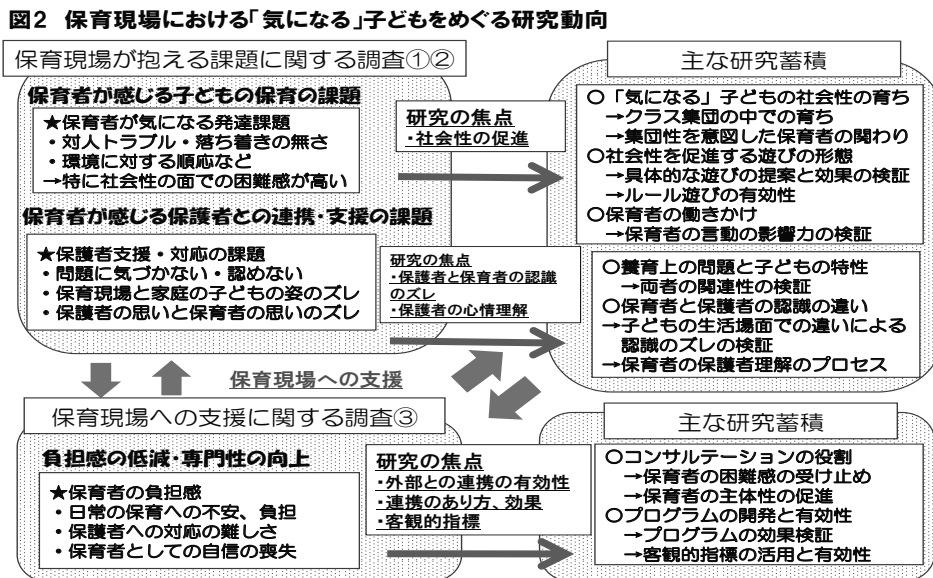 図2 保育現場における「気になる」子どもをめぐる研究動向
保育現場が抱える課題に関する調査①②
保育者が感じる子どもの保育の課題
★保育者が気になる発達課題
・対人トラブル・落ち着きの無さ
・環境に対する順応など
→特に社会性の面での困難感が高い
保育者が感じる保護者との連携・支援の課題
★保護者支援・対応の課題
・問題に気づかない・認めない
・保育現場と家庭の子どもの姿のズレ
・保護者の思いと保育者の思いのズレ
研究の焦点
・社会性の促進
研究の焦点
・保護者と保育者の認識
のズレ
・保護者の心情理解
主な研究蓄積
○「気になる」子どもの社会性の育ち
→クラス集団の中での育ち
→集団性を意図した保育者の関わり
○社会性を促進する遊びの形態
→具体的な遊びの提案と効果の検証
→ルール遊びの有効性
○保育者の働きかけ
→保育者の言動の影響力の検証
○養育上の問題と子どもの特性
→両者の関連性の検証
○保育者と保護者の認識の違い
→子どもの生活場面での違いによる
認識のズレの検証
→保育者の保護者理解のプロセス
保育現場への支援
保育現場への支援に関する調査③
負担感の低減・専門性の向上
★保育者の負担感
・日常の保育への不安、負担
・保護者への対応の難しさ
・保育者としての自信の喪失
研究の焦点
・外部との連携の有効性
・連携のあり方、効果
・客観的指標
主な研究蓄積
○コンサルテーションの役割
→保育者の困難感の受け止め
→保育者の主体性の促進
○プログラムの開発と有効性
→プログラムの効果検証
→客観的指標の活用と有効性